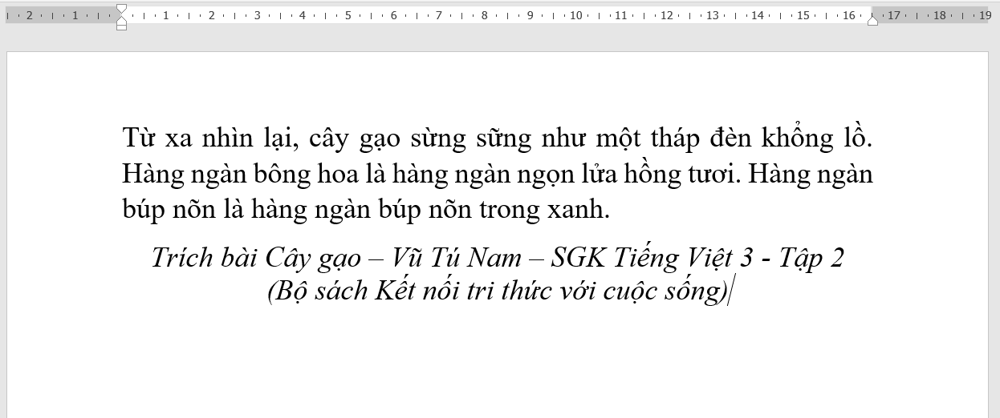 2 1 1 2 3 4 5 6 7 8 9 10 11 12 13 14 15 16 17 18 19
Từ xa nhìn lại, cây gạo sừng sững như một tháp đèn khổng lồ.
Hàng ngàn bông hoa là hàng ngàn ngọn lửa hồng tươi. Hàng ngàn
búp nõn là hàng ngàn búp nõn trong xanh.
Trích bài Cây gạo – Vũ Tú Nam – SGK Tiếng Việt 3 - Tập 2
(Bộ sách Kết nối tri thức với cuộc sống)